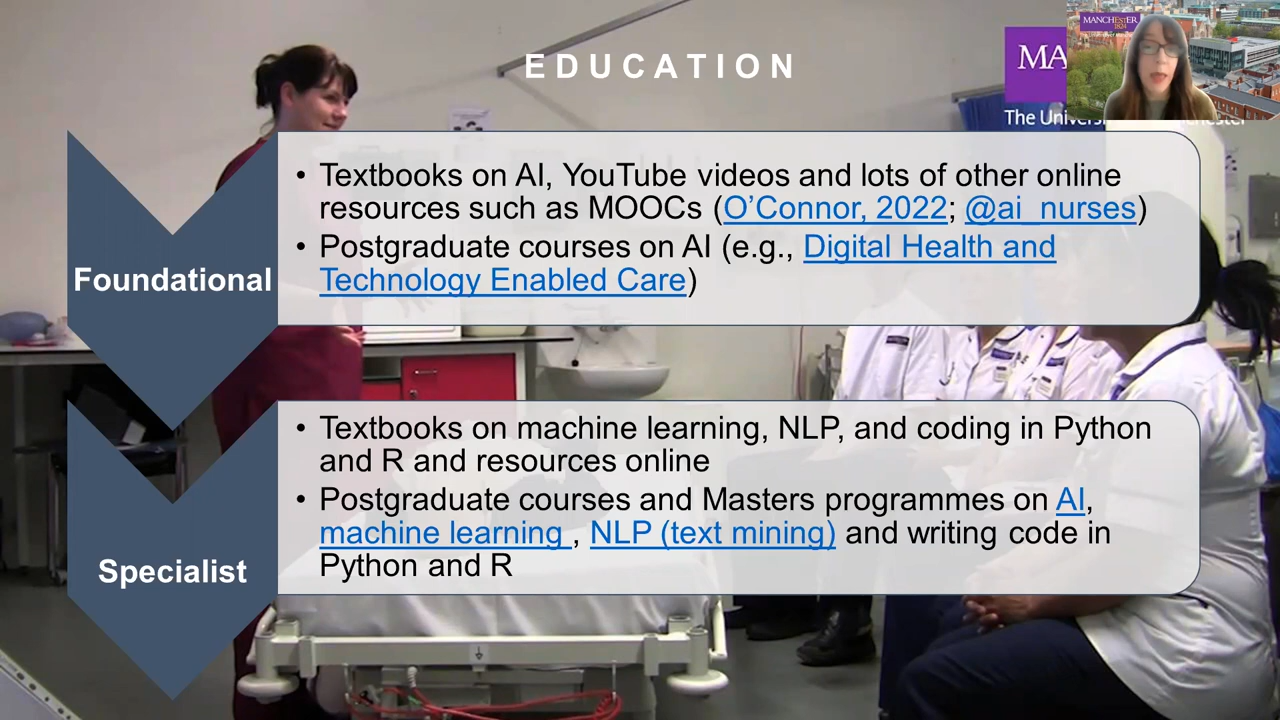 EDUCATION
MA
The Univers
chester
MANCHESTER
1824
Foundational
• Textbooks on AI, YouTube videos and lots of other online
resources such as MOOCs (O’Connor, 2022; @ai_nurses)
• Postgraduate courses on AI (e.g., Digital Health and
Technology Enabled Care)
Specialist
• Textbooks on machine learning, NLP, and coding in Python
and R and resources online
• Postgraduate courses and Masters programmes on AI,
machine learning , NLP (text mining) and writing code in
Python and R